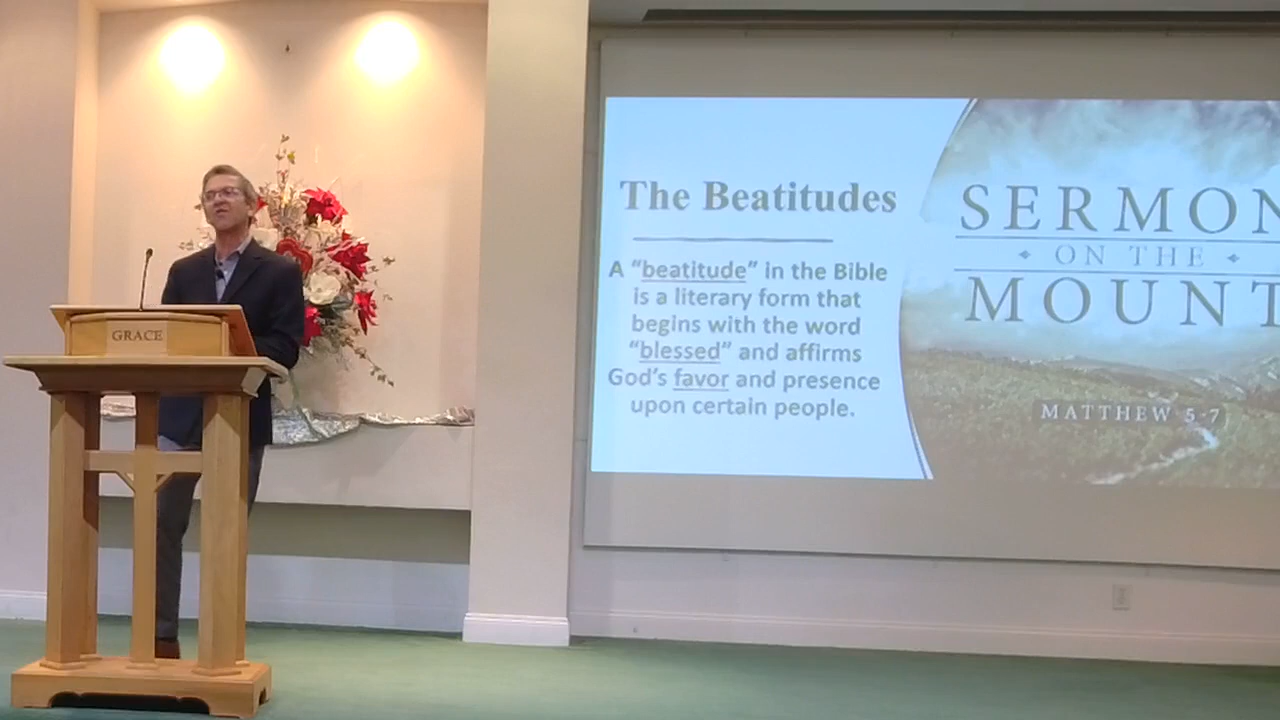 GRACE
The Beatitudes
A “beatitude” in the Bible
is a literary form that
begins with the word
“blessed” and affirms
God’s favor and presence
upon certain people.
SERMON
ON THE
MOUNT
MATTHEW 5-7